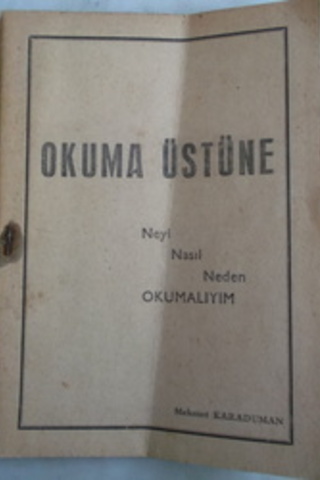 OKUMA ÜSTÜNE
Neyi
Nasıl
Neden
OKUMALIYIM
Mehmet KARADUMAN